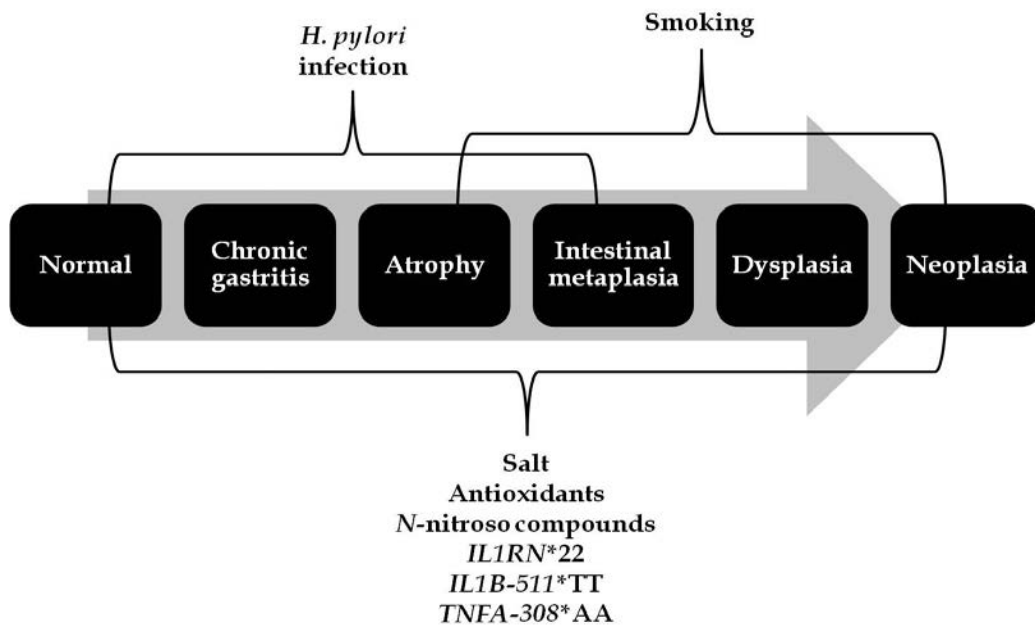 H. pylori
infection
Smoking
Normal
Chronic
gastritis
Atrophy
Intestinal
metaplasia
Dysplasia
Neoplasia
Salt
Antioxidants
N-nitroso compounds
IL1RN*22
IL1B-511*TT
TNFA-308*AA